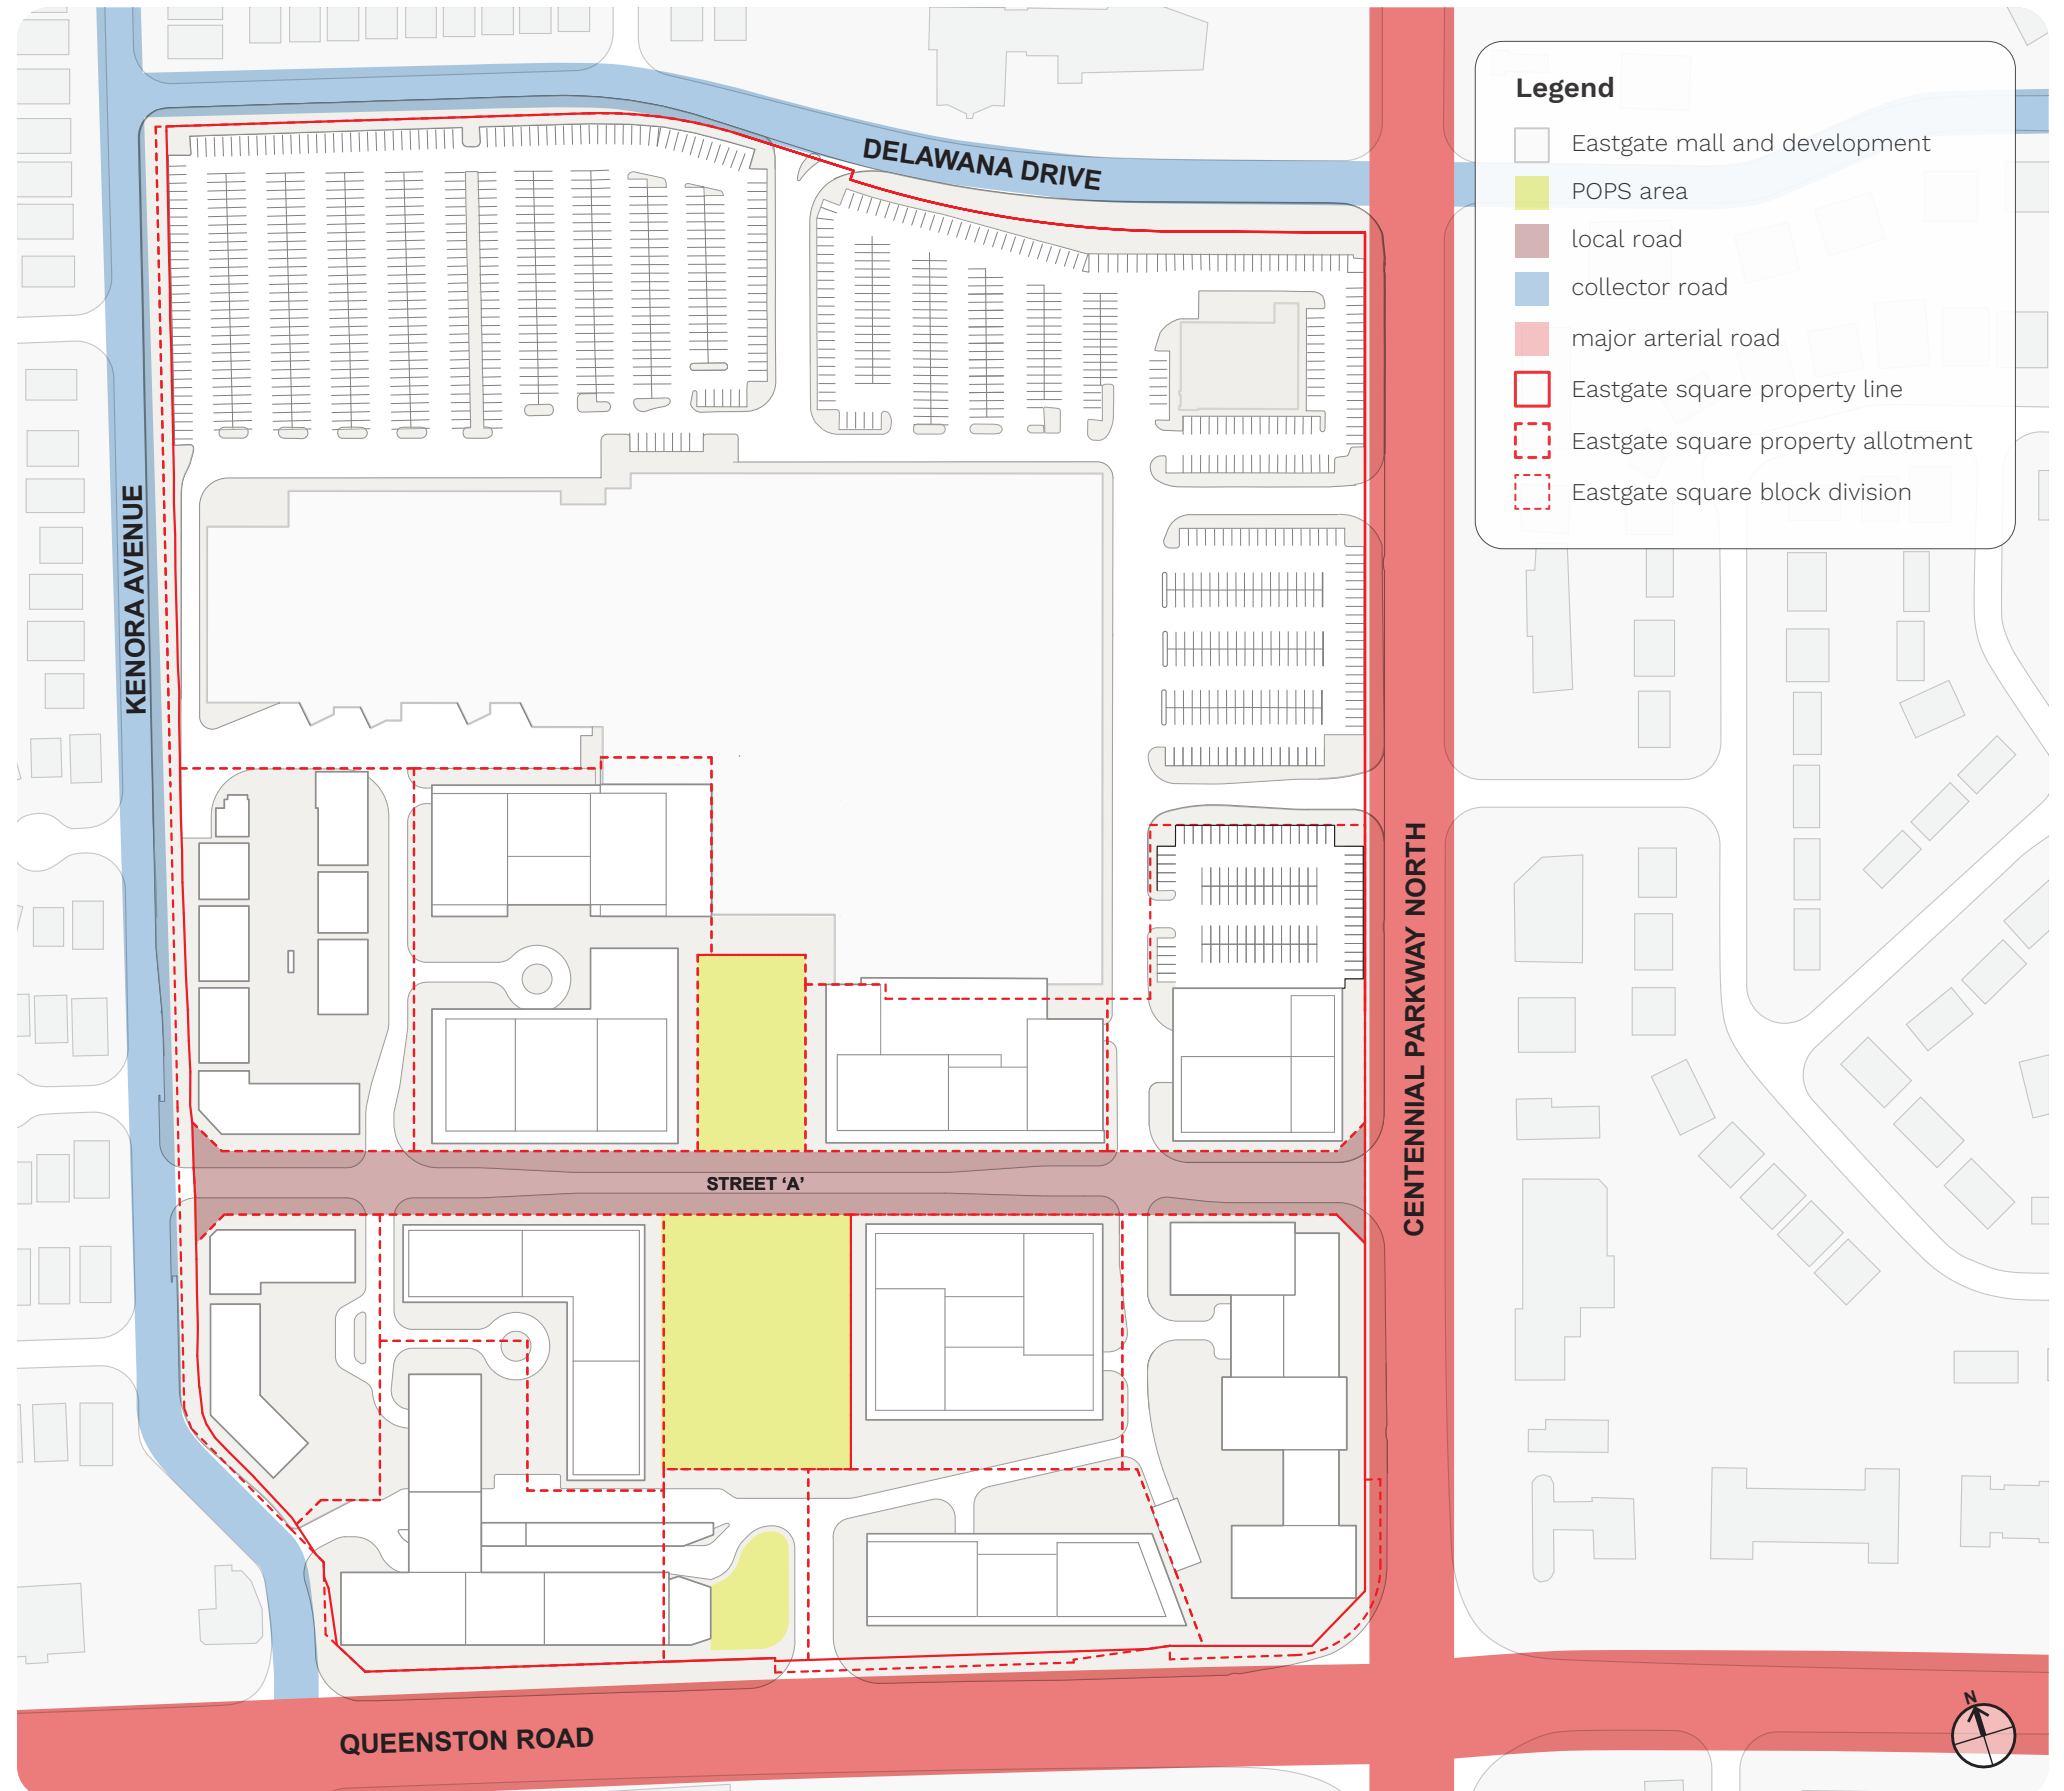 Legend
Eastgate mall and development
POPS area
local road
collector road
major arterial road
Eastgate square property line
Eastgate square property allotment
Eastgate square block division
DELAWANA DRIVE
KENORA AVENUE
CENTENNIAL PARKWAY NORTH
STREET ‘A’
QUEENSTON ROAD
N